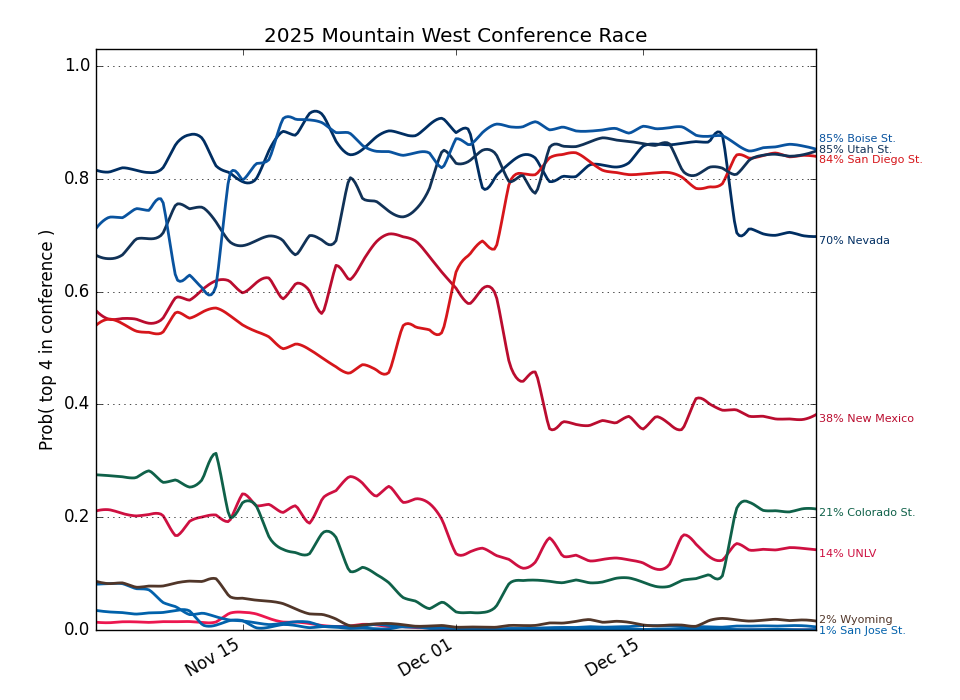 2025 Mountain West Conference Race
Prob( top 4 in conference )
1.0
0.8
0.6
0.4
0.2
0.0
Nov 15
Dec 01
Dec 15
85% Boise St.
85% Utah St.
84% San Diego St.
70% Nevada
38% New Mexico
21% Colorado St.
14% UNLV
2% Wyoming
1% San Jose St.